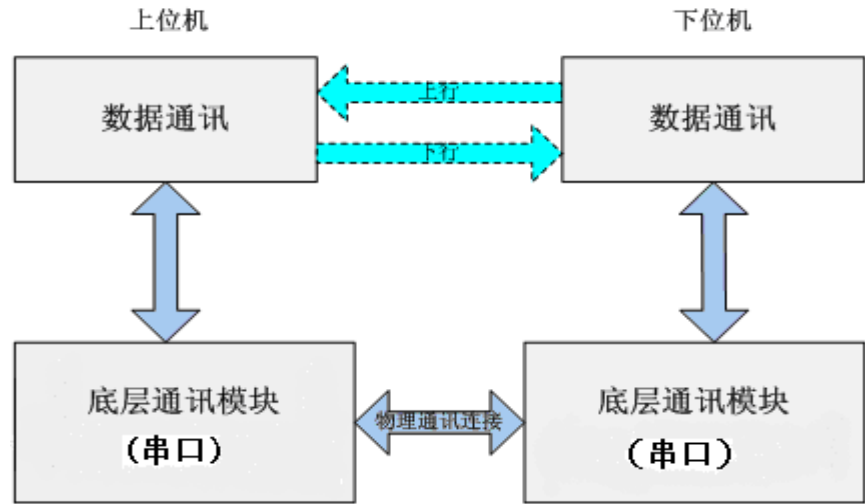 上位机
下位机
数据通讯
上行
数据通讯
下行
底层通讯模块
(串口)
物理通讯连接
底层通讯模块
(串口)